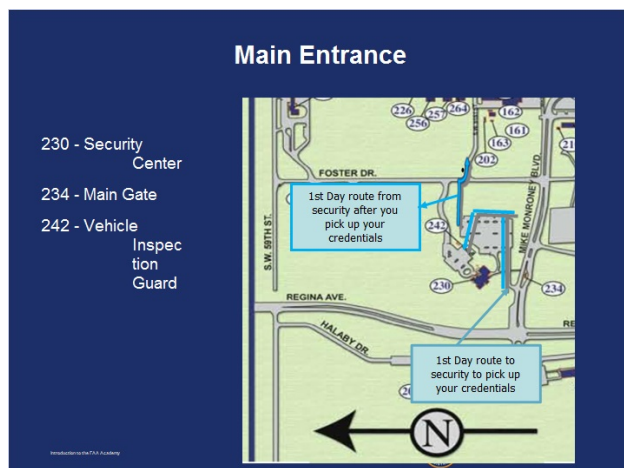 Main Entrance
230 - Security
Center
234 - Main Gate
242 - Vehicle
Inspec
tion
Guard
226
256
257
264
162
161
163
202
FOSTER DR.
S.W. 59TH ST.
MIKE MONRONEY BLVD.
1st Day route from
security after you
pick up your
credentials
242
230
234
REGINA AVE.
RE
HALABY DR.
1st Day route to
security to pick up
your credentials
N
Introduction to the FAA Academy